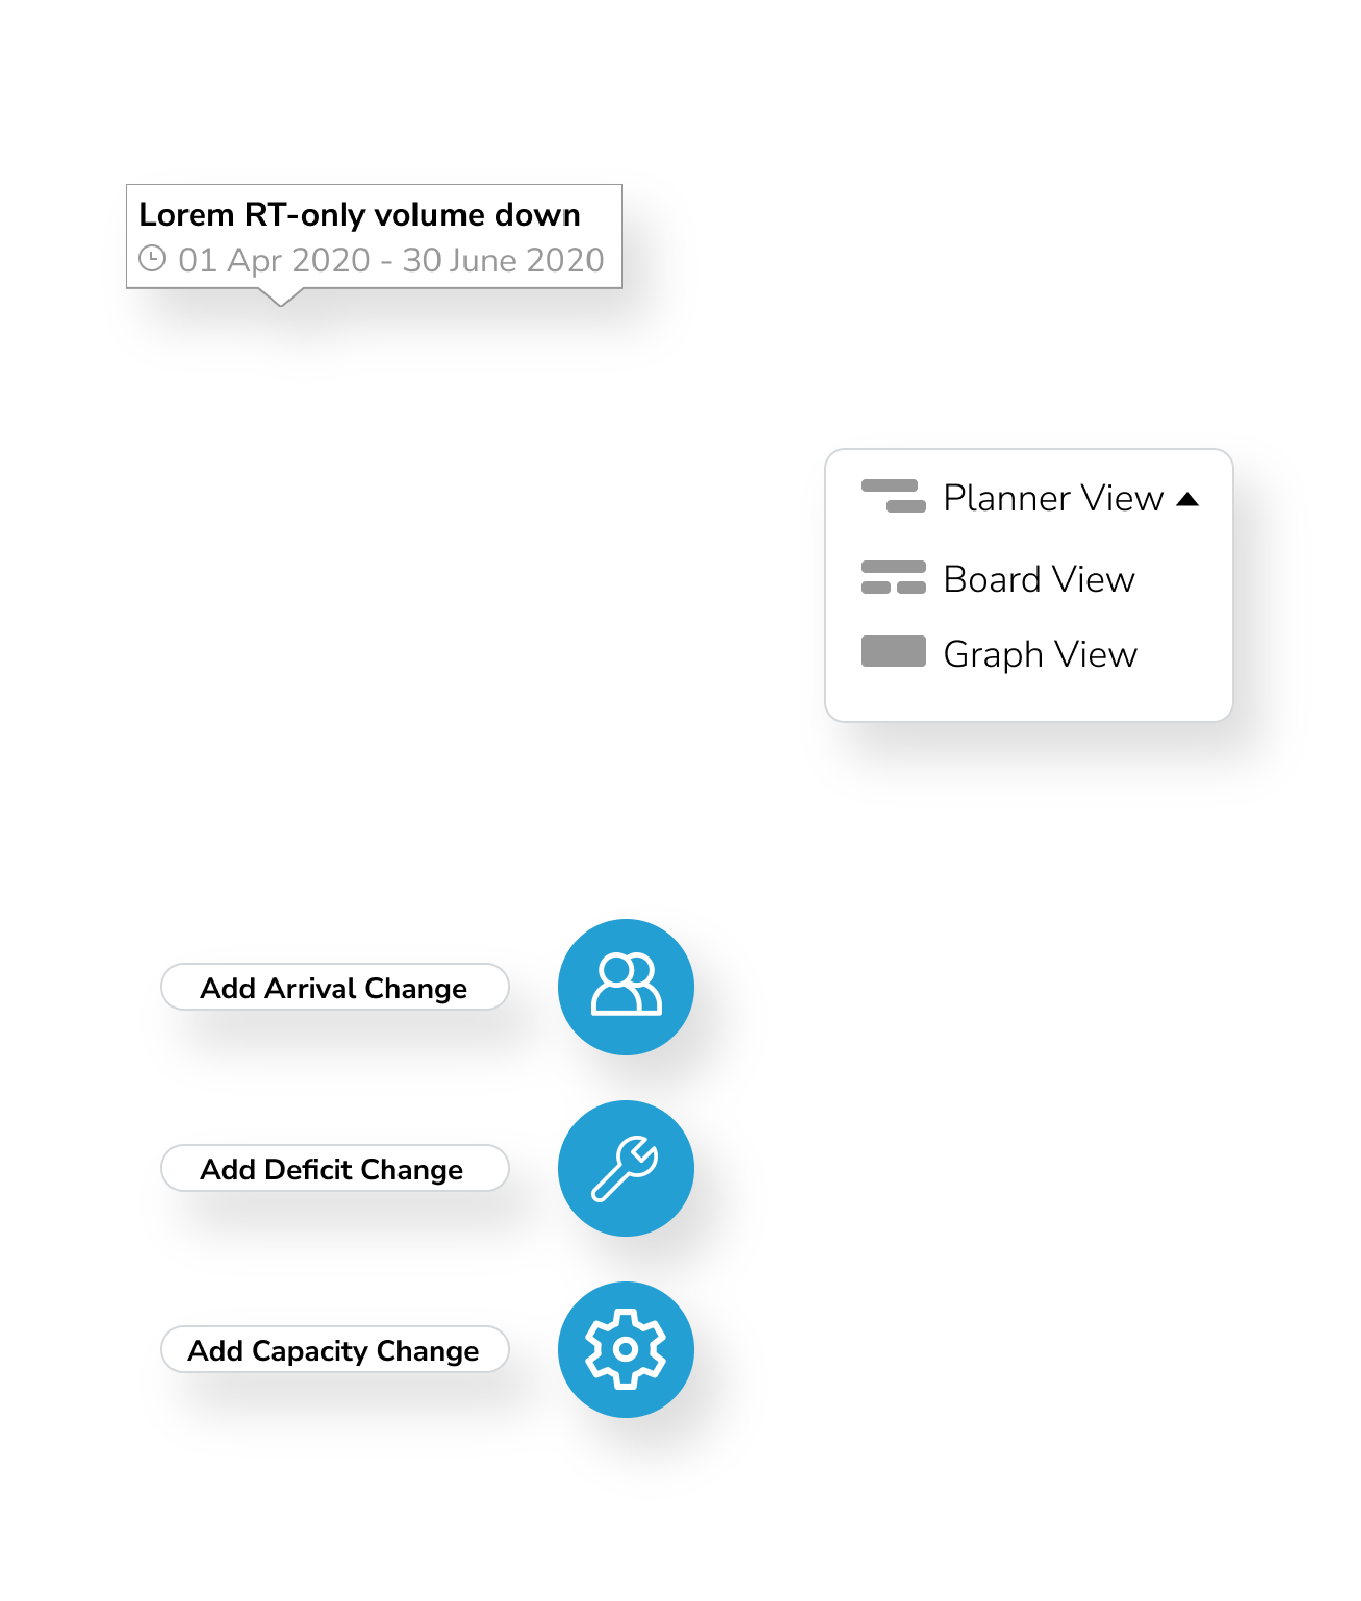 Lorem RT-only volume down
01 Apr 2020 - 30 June 2020
Planner View
Board View
Graph View
Add Arrival Change
Add Deficit Change
Add Capacity Change